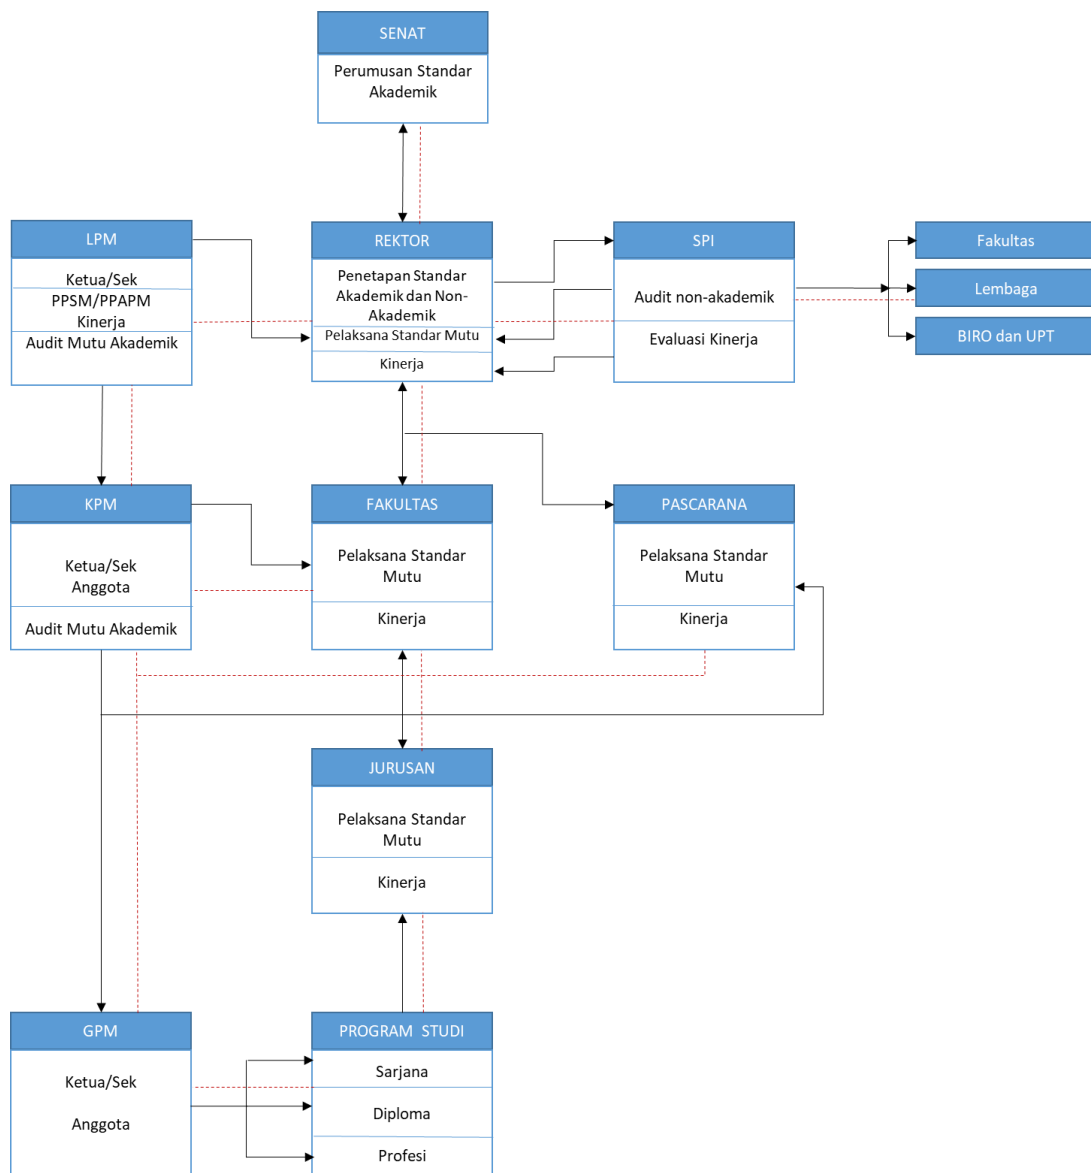 SENAT
Perumusan Standar
Akademik
LPM
Ketua/Sek
PPSM/PPAPM
Kinerja
Audit Mutu Akademik
REKTOR
Penetapan Standar
Akademik dan Non-
Akademik
Pelaksana Standar Mutu
Kinerja
SPI
Audit non-akademik
Evaluasi Kinerja
Fakultas
Lembaga
BIRO dan UPT
KPM
Ketua/Sek
Anggota
Audit Mutu Akademik
FAKULTAS
Pelaksana Standar
Mutu
Kinerja
PASCARANA
Pelaksana Standar
Mutu
Kinerja
JURUSAN
Pelaksana Standar
Mutu
Kinerja
GPM
Ketua/Sek
Anggota
PROGRAM STUDI
Sarjana
Diploma
Profesi